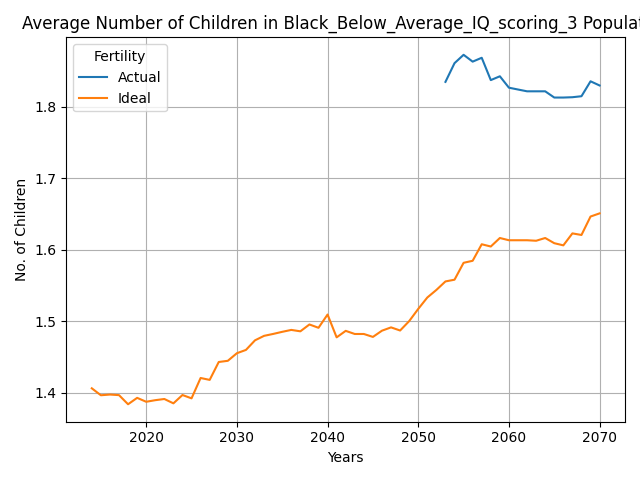 Average Number of Children in Black_Below_Average_IQ_scoring_3 Populat
Fertility
Actual
Ideal
No. of Children
1.8
1.7
1.6
1.5
1.4
2020 2030 2040 2050 2060 2070
Years